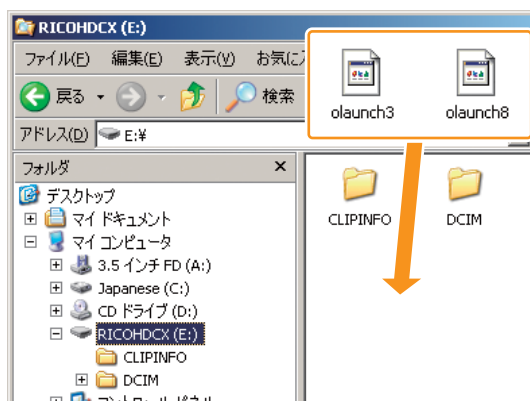 RICOHDCX (E:)
ファイル(F) 編集(E) 表示(V)
olaunch3 olaunch8
戻る 検索
アドレス(D) E:¥
フォルダ ×
デスクトップ
マイ ドキュメント
マイ コンピュータ
3.5 インチ FD (A:)
Japanese (C:)
CD ドライブ (D:)
RICOHDCX (E:)
CLIPINFO
DCIM
CLIPINFO DCIM